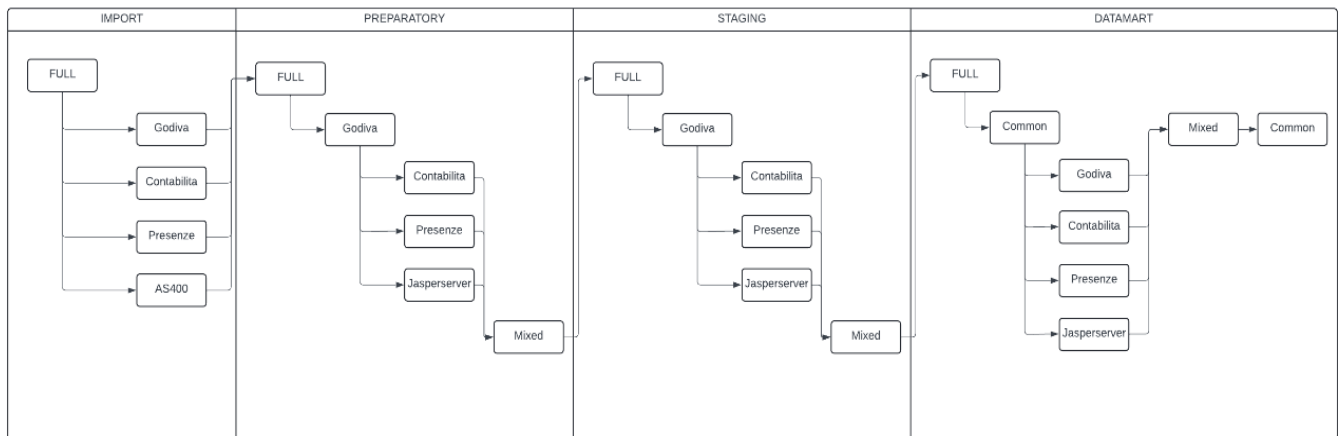 IMPORT
PREPARATORY
STAGING
DATAMART
FULL
Godiva
Contabilita
Presenze
AS400
FULL
Godiva
Contabilita
Presenze
Jasperserver
Mixed
FULL
Godiva
Contabilita
Presenze
Jasperserver
Mixed
FULL
Common
Godiva
Contabilita
Presenze
Jasperserver
Mixed
Common